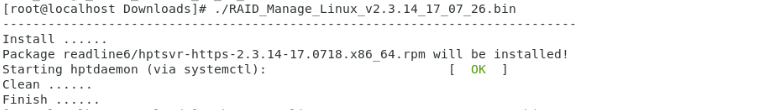 [root@localhost Downloads]# ./RAID_Manage_Linux_v2.3.14_17_07_26.bin
-----------------------------------------------------------------------
Install ......
Package readline6/hptsvr-https-2.3.14-17.0718.x86_64.rpm will be installed!
Starting hptdaemon (via systemctl):                        [  OK  ]
Clean ......
Finish ......